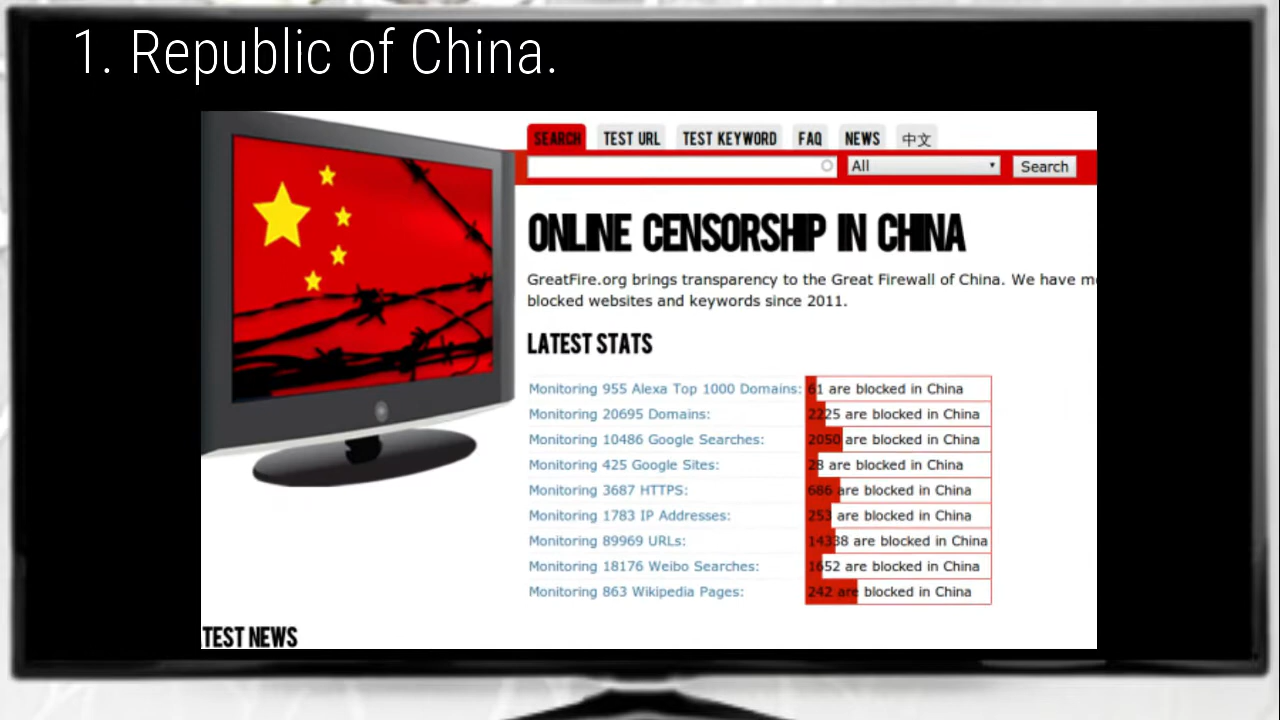 1. Republic of China.
SEARCH TEST URL TEST KEYWORD FAQ NEWS 中文
All Search
ONLINE CENSORSHIP IN CHINA
GreatFire.org brings transparency to the Great Firewall of China. We have
blocked websites and keywords since 2011.
LATEST STATS
Monitoring 955 Alexa Top 1000 Domains: 61 are blocked in China
Monitoring 20695 Domains: 2225 are blocked in China
Monitoring 10486 Google Searches: 2050 are blocked in China
Monitoring 425 Google Sites: 28 are blocked in China
Monitoring 3687 HTTPS: 686 are blocked in China
Monitoring 1783 IP Addresses: 253 are blocked in China
Monitoring 89969 URLs: 14338 are blocked in China
Monitoring 18176 Weibo Searches: 1652 are blocked in China
Monitoring 863 Wikipedia Pages: 242 are blocked in China
TEST NEWS